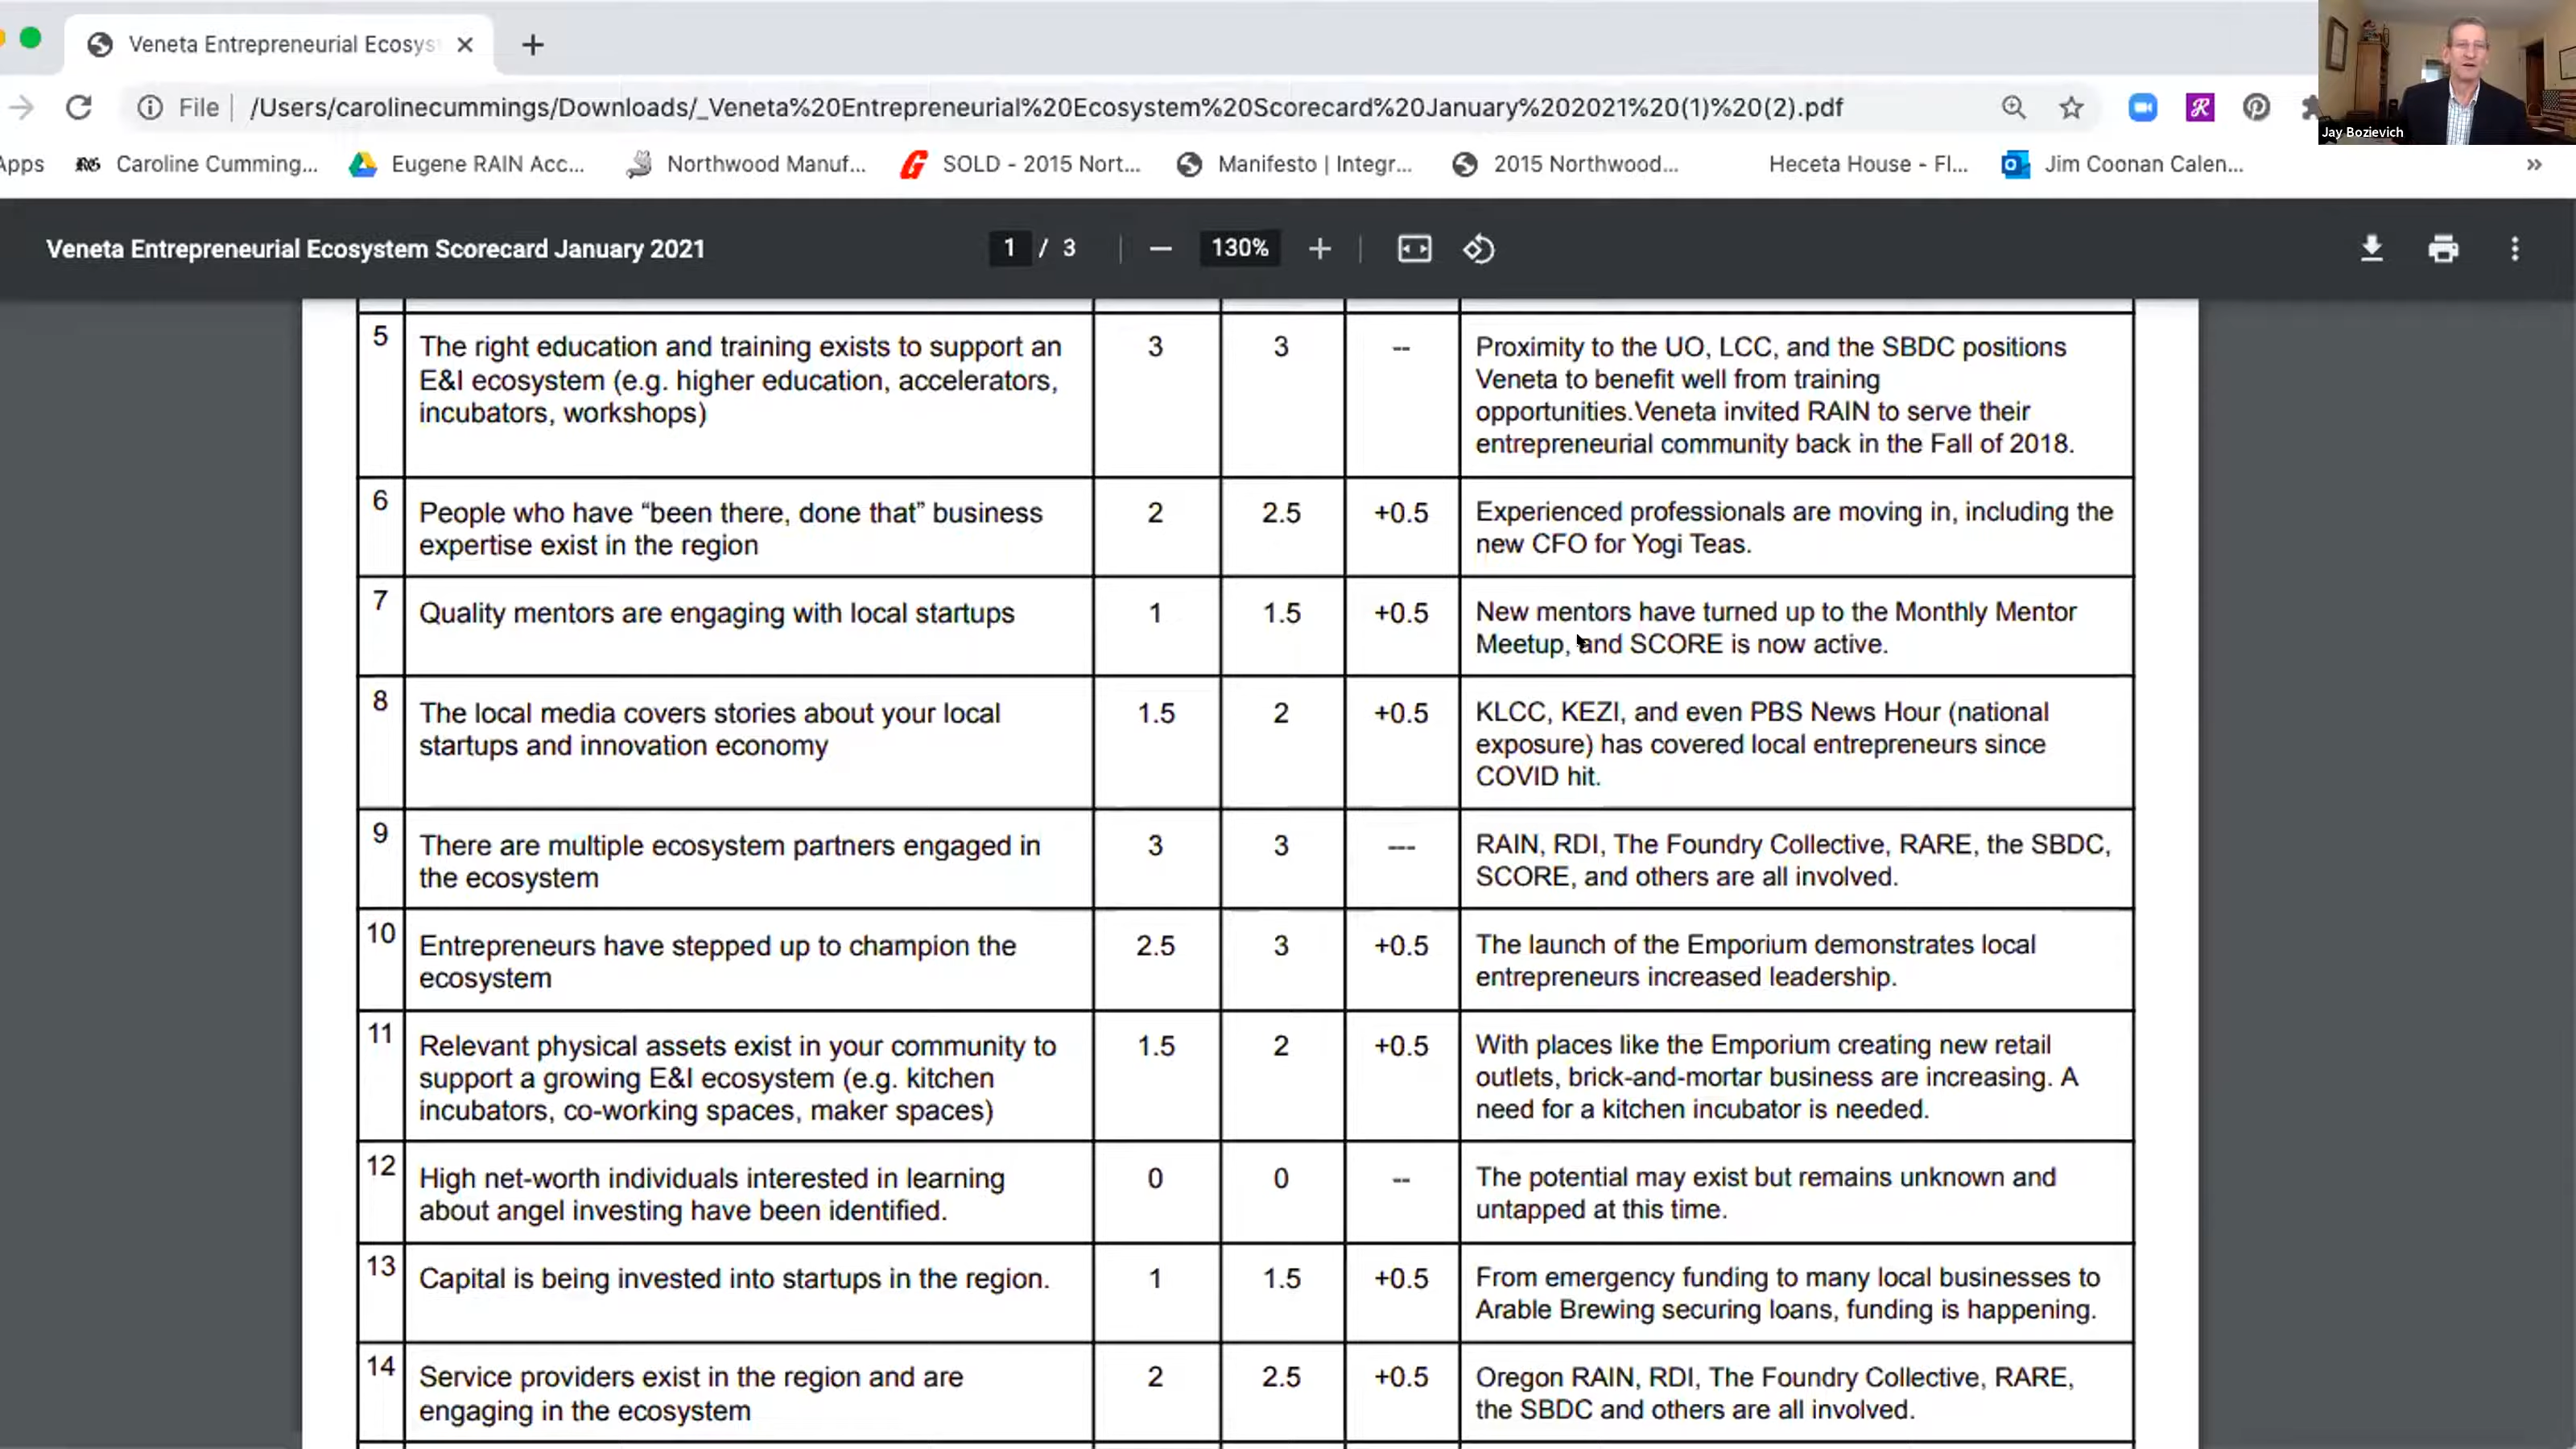 Veneta Entrepreneurial Ecosys
File
/Users/carolinecummings/Downloads/_Veneta%20Entrepreneurial%20Ecosystem%20Scorecard%20January%202021%20(1)%20(2).pdf
Jay Bozievich
Apps
Caroline Cumming...
Eugene RAIN Acc...
Northwood Manuf...
SOLD - 2015 Nort...
Manifesto | Integr...
2015 Northwood...
Heceta House - Fl...
Jim Coonan Calen...
»
Veneta Entrepreneurial Ecosystem Scorecard January 2021
1 / 3
130%
5
The right education and training exists to support an
E&I ecosystem (e.g. higher education, accelerators,
incubators, workshops)
3
3
--
Proximity to the UO, LCC, and the SBDC positions
Veneta to benefit well from training
opportunities.Veneta invited RAIN to serve their
entrepreneurial community back in the Fall of 2018.
6
People who have “been there, done that” business
expertise exist in the region
2
2.5
+0.5
Experienced professionals are moving in, including the
new CFO for Yogi Teas.
7
Quality mentors are engaging with local startups
1
1.5
+0.5
New mentors have turned up to the Monthly Mentor
Meetup, and SCORE is now active.
8
The local media covers stories about your local
startups and innovation economy
1.5
2
+0.5
KLCC, KEZI, and even PBS News Hour (national
exposure) has covered local entrepreneurs since
COVID hit.
9
There are multiple ecosystem partners engaged in
the ecosystem
3
3
---
RAIN, RDI, The Foundry Collective, RARE, the SBDC,
SCORE, and others are all involved.
10
Entrepreneurs have stepped up to champion the
ecosystem
2.5
3
+0.5
The launch of the Emporium demonstrates local
entrepreneurs increased leadership.
11
Relevant physical assets exist in your community to
support a growing E&I ecosystem (e.g. kitchen
incubators, co-working spaces, maker spaces)
1.5
2
+0.5
With places like the Emporium creating new retail
outlets, brick-and-mortar business are increasing. A
need for a kitchen incubator is needed.
12
High net-worth individuals interested in learning
about angel investing have been identified.
0
0
--
The potential may exist but remains unknown and
untapped at this time.
13
Capital is being invested into startups in the region.
1
1.5
+0.5
From emergency funding to many local businesses to
Arable Brewing securing loans, funding is happening.
14
Service providers exist in the region and are
engaging in the ecosystem
2
2.5
+0.5
Oregon RAIN, RDI, The Foundry Collective, RARE,
the SBDC and others are all involved.